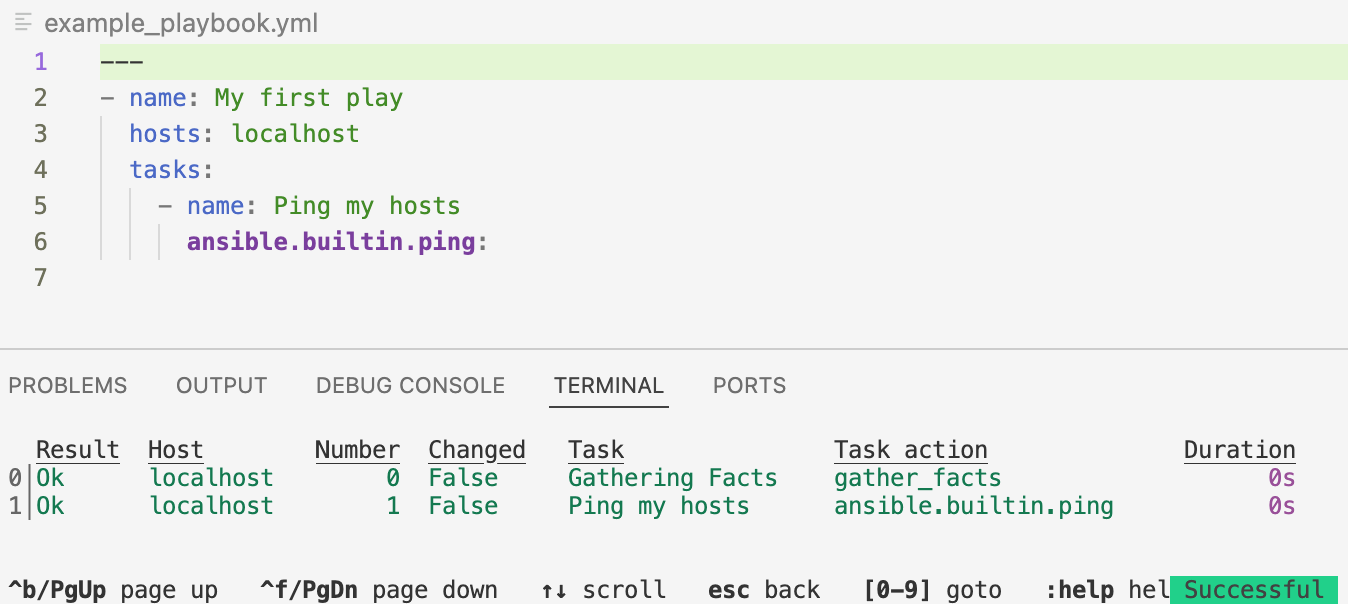 example_playbook.yml
1 ---
2 - name: My first play
3 hosts: localhost
4 tasks:
5 - name: Ping my hosts
6 ansible.builtin.ping:
7
PROBLEMS OUTPUT DEBUG CONSOLE TERMINAL PORTS
Result Host Number Changed Task Task action Duration
0│Ok localhost 0 False Gathering Facts gather_facts 0s
1│Ok localhost 1 False Ping my hosts ansible.builtin.ping 0s
^b/PgUp page up ^f/PgDn page down ↑↓ scroll esc back [0-9] goto :help hel Successful